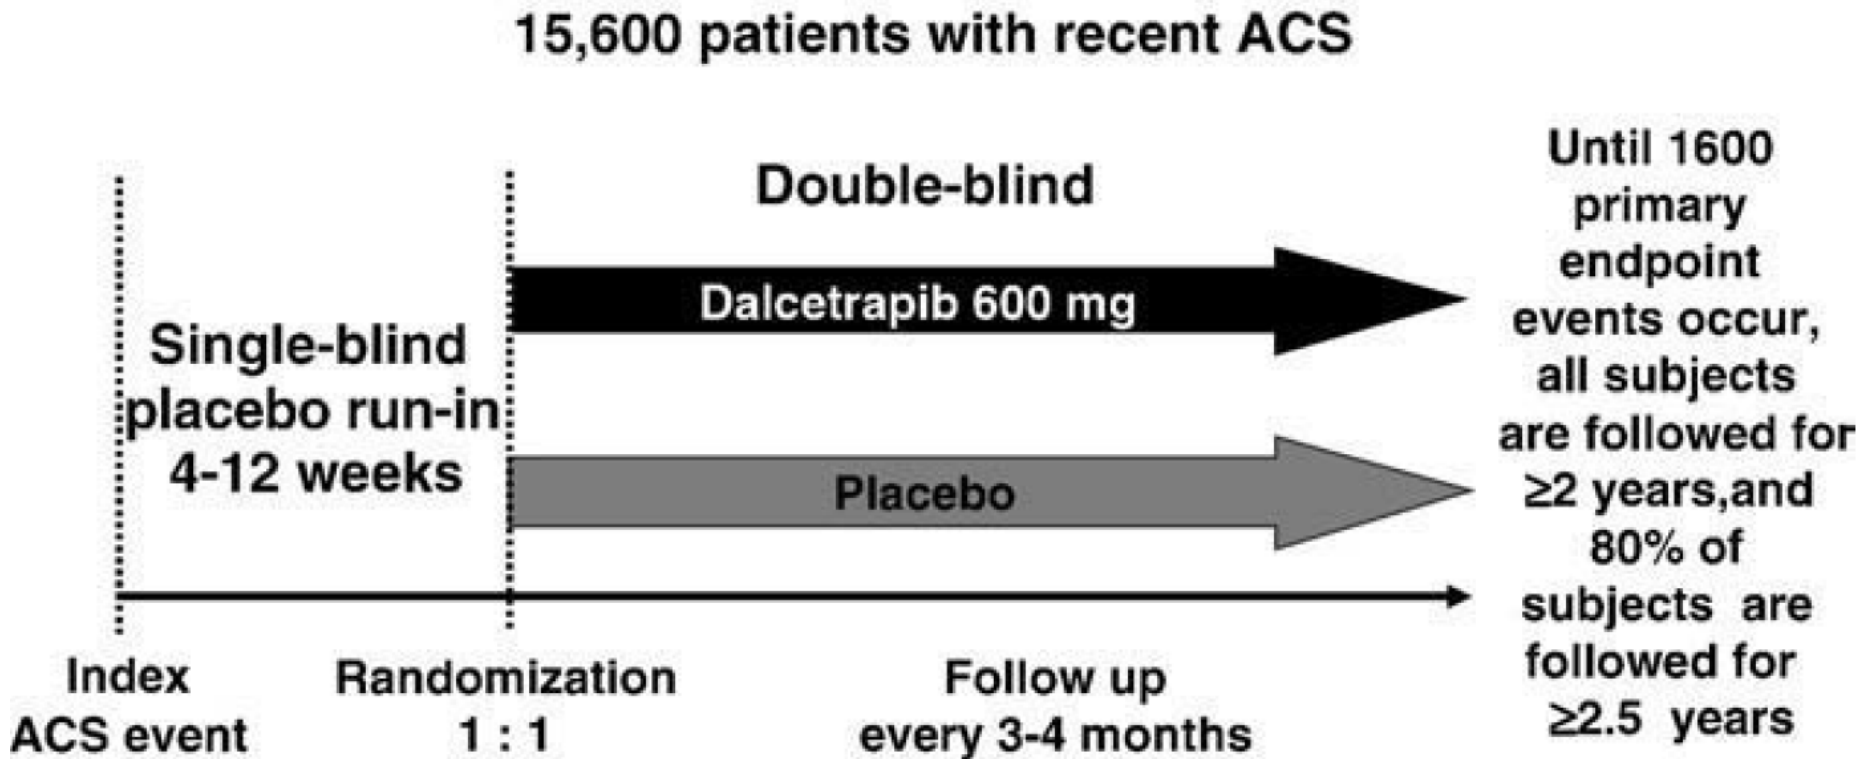 15,600 patients with recent ACS
Double-blind
Dalcetrapib 600 mg
Single-blind
placebo run-in
4-12 weeks
Placebo
Index
ACS event
Randomization
1 : 1
Follow up
every 3-4 months
Until 1600
primary
endpoint
events occur,
all subjects
are followed for
≥2 years,and
80% of
subjects are
followed for
≥2.5 years